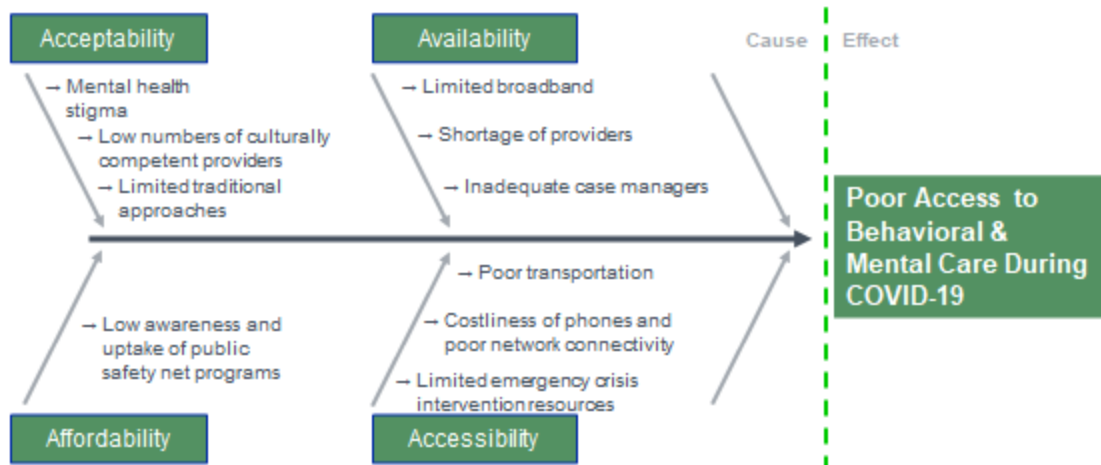 Acceptability
Availability
Cause
Effect
→ Mental health
stigma
→ Low numbers of culturally
competent providers
→ Limited traditional
approaches
→ Limited broadband
→ Shortage of providers
→ Inadequate case managers
Poor Access to
Behavioral &
Mental Care During
COVID-19
→ Low awareness and
uptake of public
safety net programs
→ Poor transportation
→ Costliness of phones and
poor network connectivity
→ Limited emergency crisis
intervention resources
Affordability
Accessibility